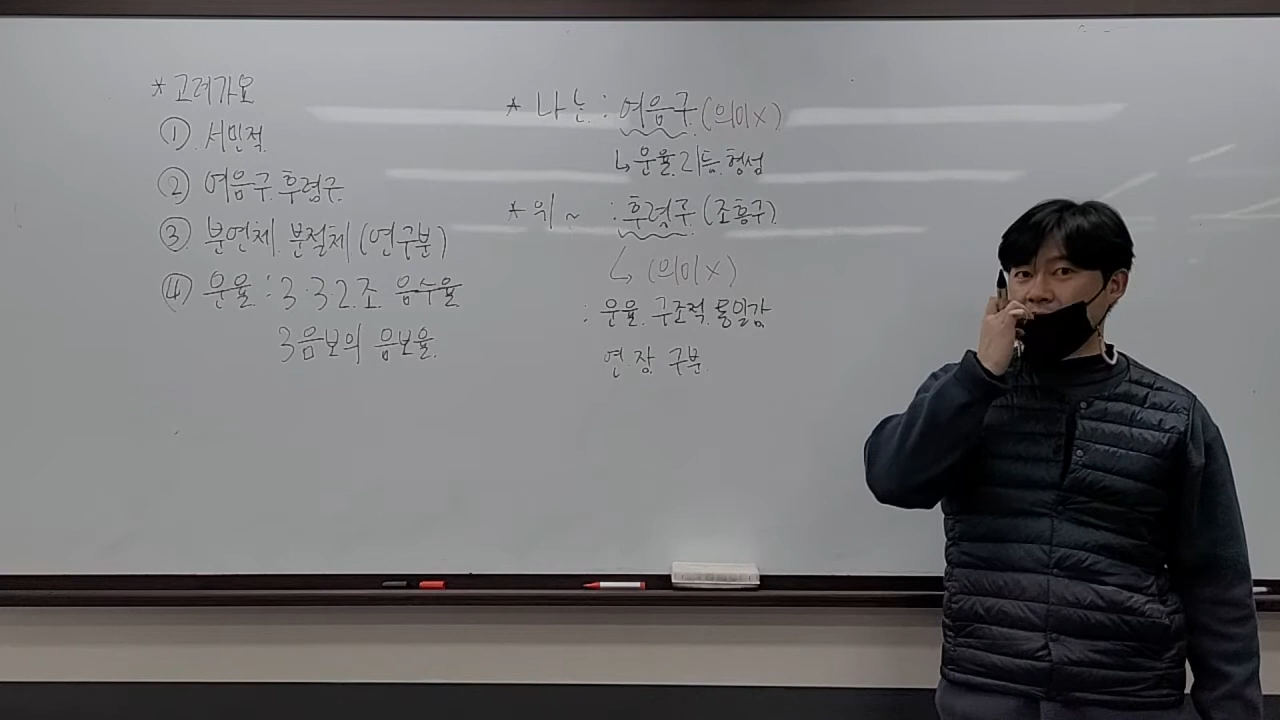 * 고려가요
① 서민적.
② 여음구. 후렴구.
③ 분연체. 분절체 (연구분)
④ 운율 : 3·3·2.조. 음수율
3음보의 음보율.
* 나는 : 여음구. (의미x)
↳ 운율. 리듬. 형성
* 위~ : 후렴구 (조흥구)
↳ (의미x)
: 운율. 구조적. 통일감
연.장. 구분.